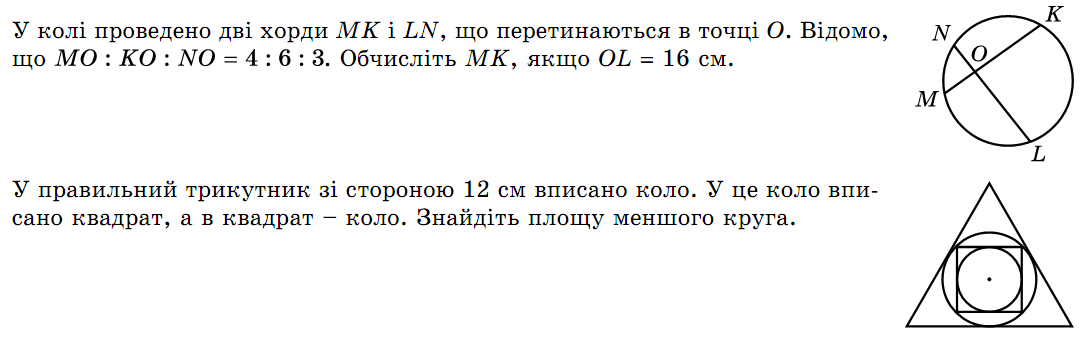 У колі проведено дві хорди MK і LN, що перетинаються в точці O. Відомо,
що MO : KO : NO = 4 : 6 : 3. Обчисліть MK, якщо OL = 16 см.
N
K
O
M
L
У правильний трикутник зі стороною 12 см вписано коло. У це коло впи-
сано квадрат, а в квадрат – коло. Знайдіть площу меншого круга.